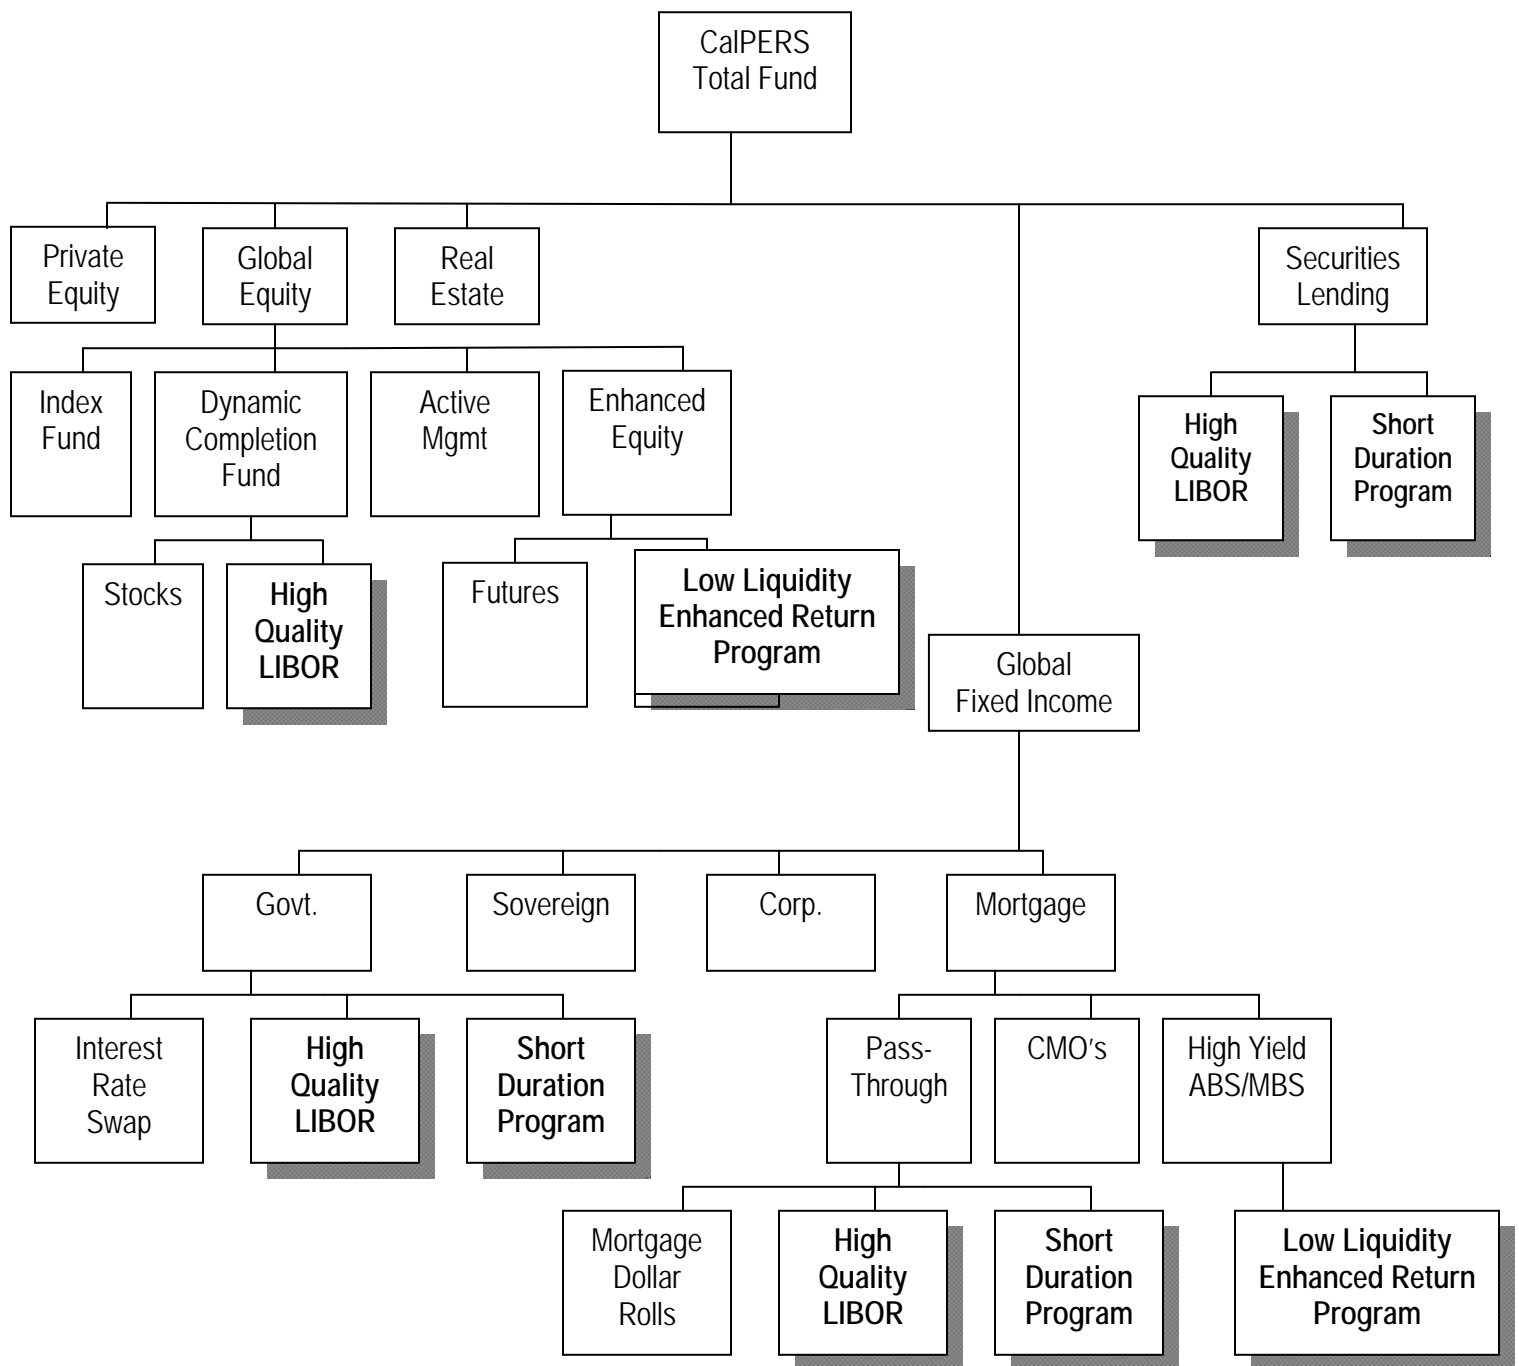 CalPERS
Total Fund
Private
Equity
Global
Equity
Real
Estate
Securities
Lending
Index
Fund
Dynamic
Completion
Fund
Active
Mgmt
Enhanced
Equity
High
Quality
LIBOR
Short
Duration
Program
Stocks
High
Quality
LIBOR
Futures
Low Liquidity
Enhanced Return
Program
Global
Fixed Income
Govt.
Sovereign
Corp.
Mortgage
Interest
Rate
Swap
High
Quality
LIBOR
Short
Duration
Program
Pass-
Through
CMO's
High Yield
ABS/MBS
Mortgage
Dollar
Rolls
High
Quality
LIBOR
Short
Duration
Program
Low Liquidity
Enhanced Return
Program